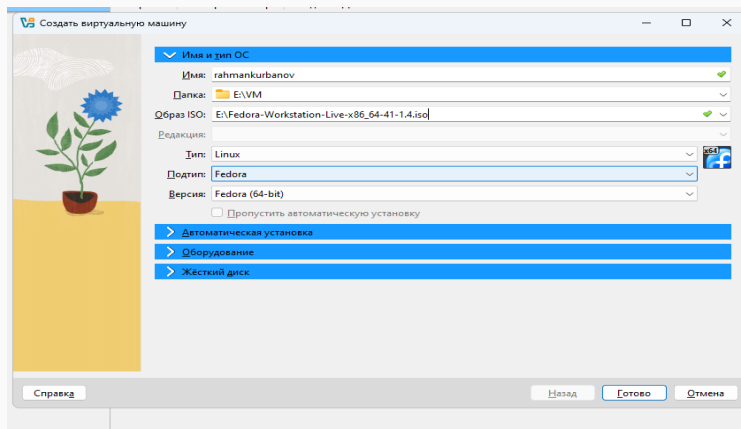 Создать виртуальную машину
Имя и тип ОС
Имя: rahmankurbanov
Папка: E:\VM
Образ ISO: E:\Fedora-Workstation-Live-x86_64-41-1.4.iso
Редакция:
Тип: Linux
x64
Подтип: Fedora
Версия: Fedora (64-bit)
Пропустить автоматическую установку
Автоматическая установка
Оборудование
Жёсткий диск
Справка Назад Готово Отмена